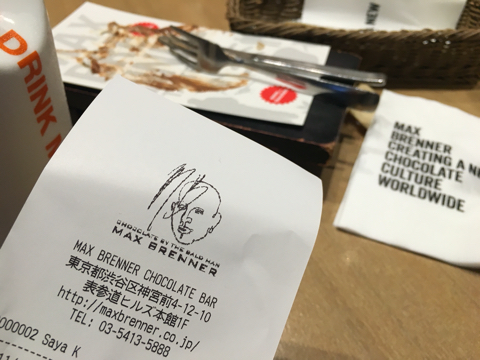 DRINK
NEW
MAX
BRENNER
CREATING A NE
CHOCOLATE
CULTURE
WORLDWIDE
CHOCOLATE BY THE BALD MAN
MAX BRENNER
MAX BRENNER CHOCOLATE BAR
東京都渋谷区神宮前4-12-10
表参道ヒルズ本館1F
http://maxbrenner.co.jp/
TEL: 03-5413-5888
000002 Saya K